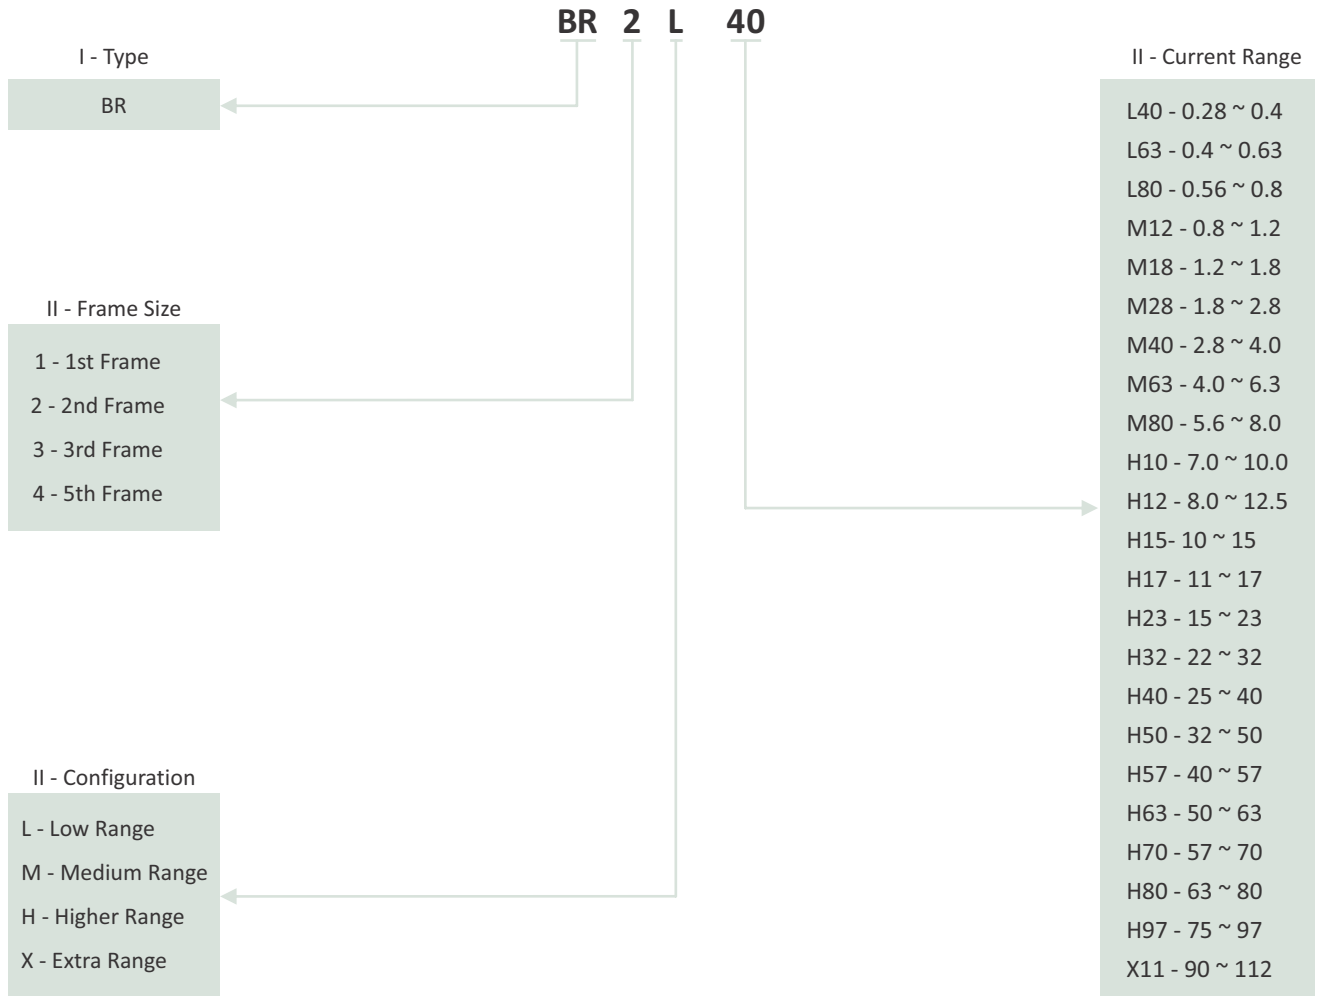 BR 2 L 40
I - Type
BR
II - Frame Size
1 - 1st Frame
2 - 2nd Frame
3 - 3rd Frame
4 - 5th Frame
II - Configuration
L - Low Range
M - Medium Range
H - Higher Range
X - Extra Range
II - Current Range
L40 - 0.28 ~ 0.4
L63 - 0.4 ~ 0.63
L80 - 0.56 ~ 0.8
M12 - 0.8 ~ 1.2
M18 - 1.2 ~ 1.8
M28 - 1.8 ~ 2.8
M40 - 2.8 ~ 4.0
M63 - 4.0 ~ 6.3
M80 - 5.6 ~ 8.0
H10 - 7.0 ~ 10.0
H12 - 8.0 ~ 12.5
H15- 10 ~ 15
H17 - 11 ~ 17
H23 - 15 ~ 23
H32 - 22 ~ 32
H40 - 25 ~ 40
H50 - 32 ~ 50
H57 - 40 ~ 57
H63 - 50 ~ 63
H70 - 57 ~ 70
H80 - 63 ~ 80
H97 - 75 ~ 97
X11 - 90 ~ 112